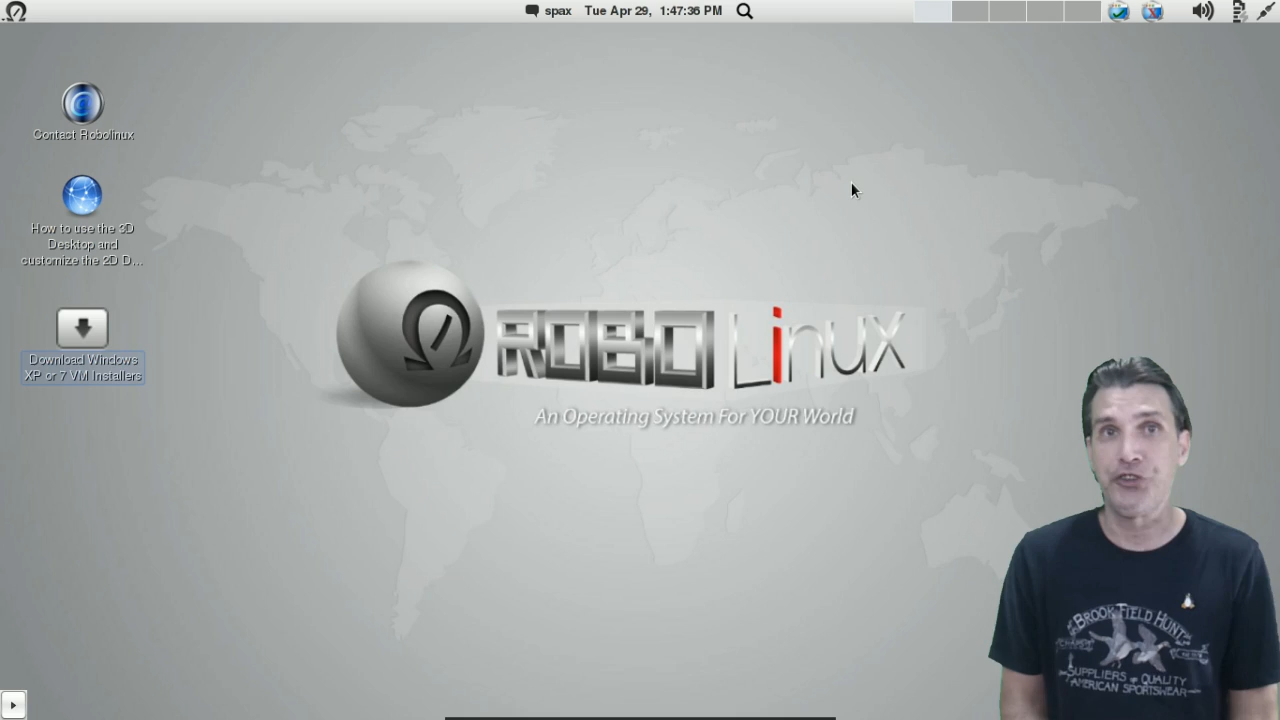 spax Tue Apr 29, 1:47:36 PM
Contact Robolinux
How to use the 3D
Desktop and
customize the 2D D...
Download Windows
XP or 7 VM Installers
ROBO Linux
An Operating System For YOUR World
BROOK FIELD HUNT
SUPPLIERS of QUALITY
AMERICAN SPORTSWEAR